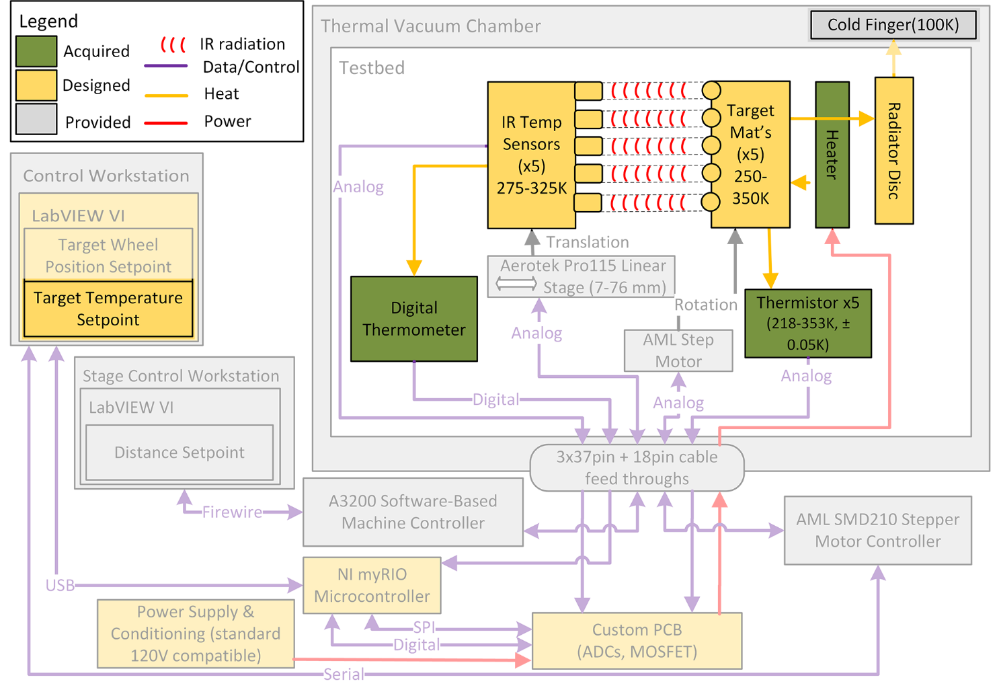 Legend
Acquired
Designed
Provided
IR radiation
Data/Control
Heat
Power
Thermal Vacuum Chamber
Cold Finger(100K)
Testbed
IR Temp
Sensors
(x5)
275-325K
Target
Mat's
(x5)
250-
350K
Heater
Radiator Disc
Analog
Control Workstation
LabVIEW VI
Target Wheel
Position Setpoint
Target Temperature
Setpoint
Translation
Aerotek Pro115 Linear
Stage (7-76 mm)
Digital
Thermometer
Rotation
Thermistor x5
(218-353K, ±
0.05K)
Analog
AML Step
Motor
Analog
Analog
Digital
Stage Control Workstation
LabVIEW VI
Distance Setpoint
3x37pin + 18pin cable
feed throughs
Firewire
A3200 Software-Based
Machine Controller
AML SMD210 Stepper
Motor Controller
USB
NI myRIO
Microcontroller
Power Supply &
Conditioning (standard
120V compatible)
SPI
Digital
Custom PCB
(ADCs, MOSFET)
Serial